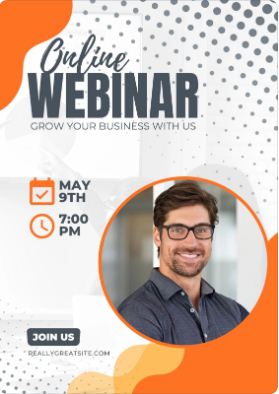 Online
WEBINAR
GROW YOUR BUSINESS WITH US
MAY
9TH
7:00
PM
JOIN US
REALLYGREATSITE.COM